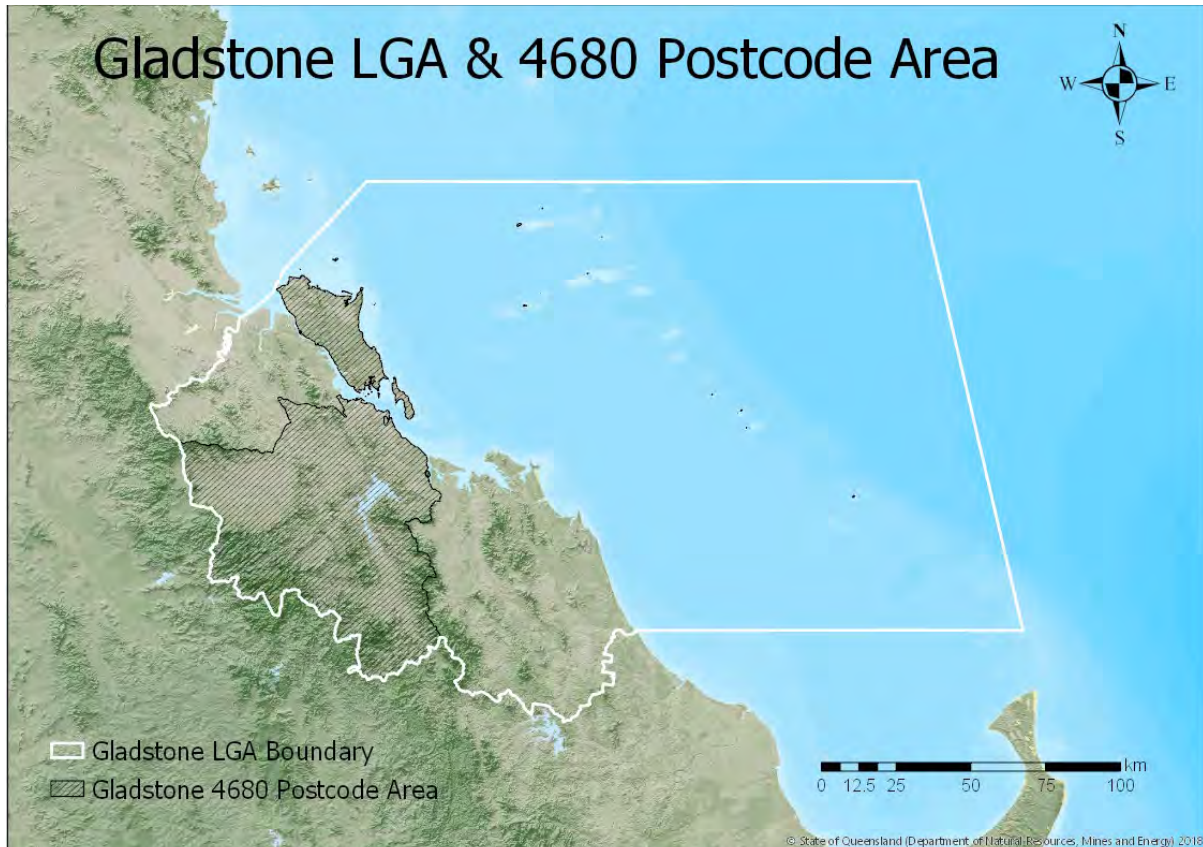 Gladstone LGA & 4680 Postcode Area
N
W E
S
Gladstone LGA Boundary
Gladstone 4680 Postcode Area
km
0 12.5 25 50 75 100
© State of Queensland (Department of Natural Resources, Mines and Energy) 2018